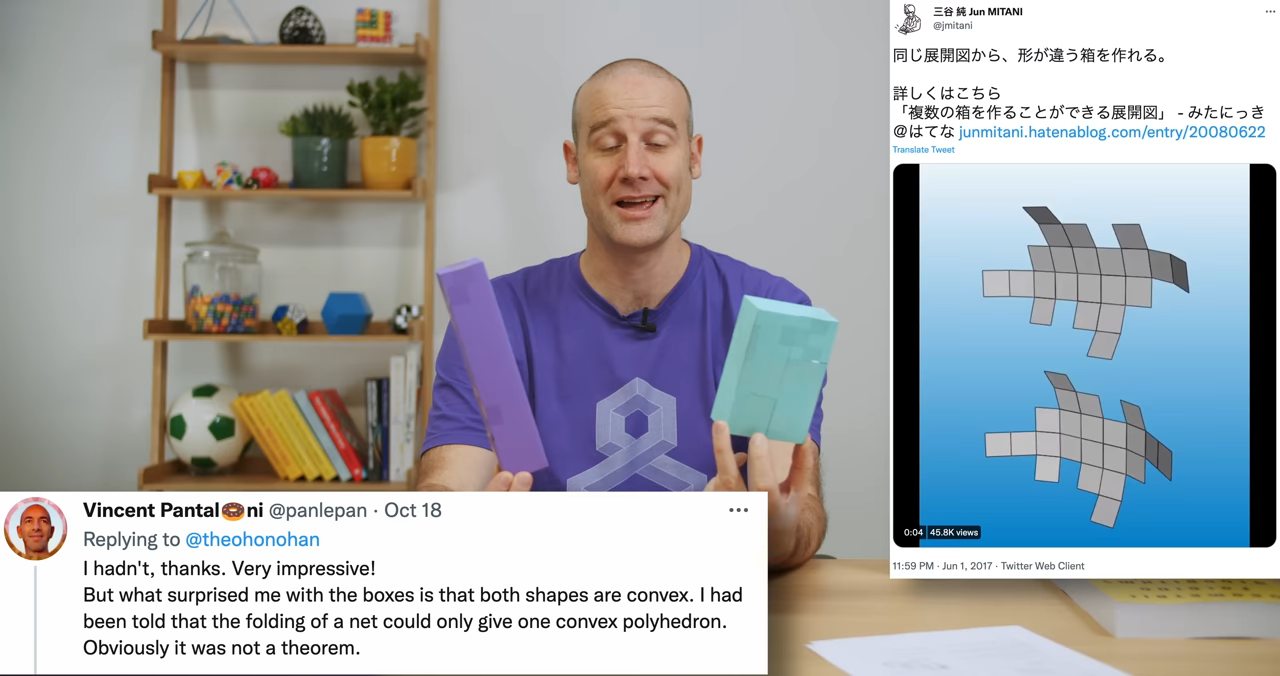 三谷 純 Jun MITANI
@jmitani
同じ展開図から、形が違う箱を作れる。
詳しくはこちら
「複数の箱を作ることができる展開図」 - みたにっき
@はてな junmitani.hatenablog.com/entry/20080622
Translate Tweet
0:04 45.8K views
11:59 PM · Jun 1, 2017 · Twitter Web Client
Vincent Pantal🍩ni @panlepan · Oct 18
Replying to @theohonohan
I hadn't, thanks. Very impressive!
But what surprised me with the boxes is that both shapes are convex. I had
been told that the folding of a net could only give one convex polyhedron.
Obviously it was not a theorem.